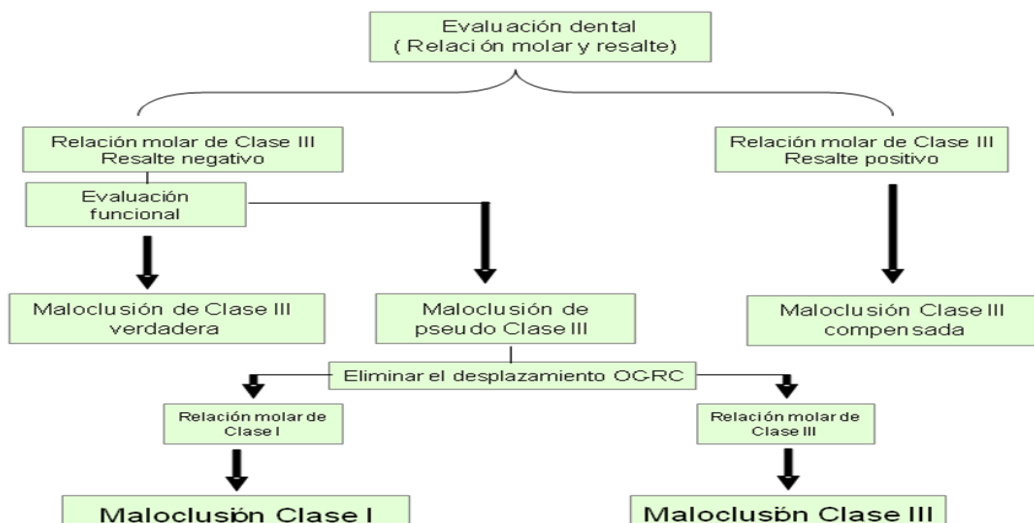 Evaluación dental
( Relación molar y resalte)
Relación molar de Clase III
Resalte negativo
Relación molar de Clase III
Resalte positivo
Evaluación
funcional
Maloclusión de Clase III
verdadera
Maloclusión de
pseudo Clase III
Maloclusión Clase III
compensada
Eliminar el desplazamiento OC-RC
Relación molar de
Clase I
Relación molar de
Clase III
Maloclusión Clase I
Maloclusión Clase III